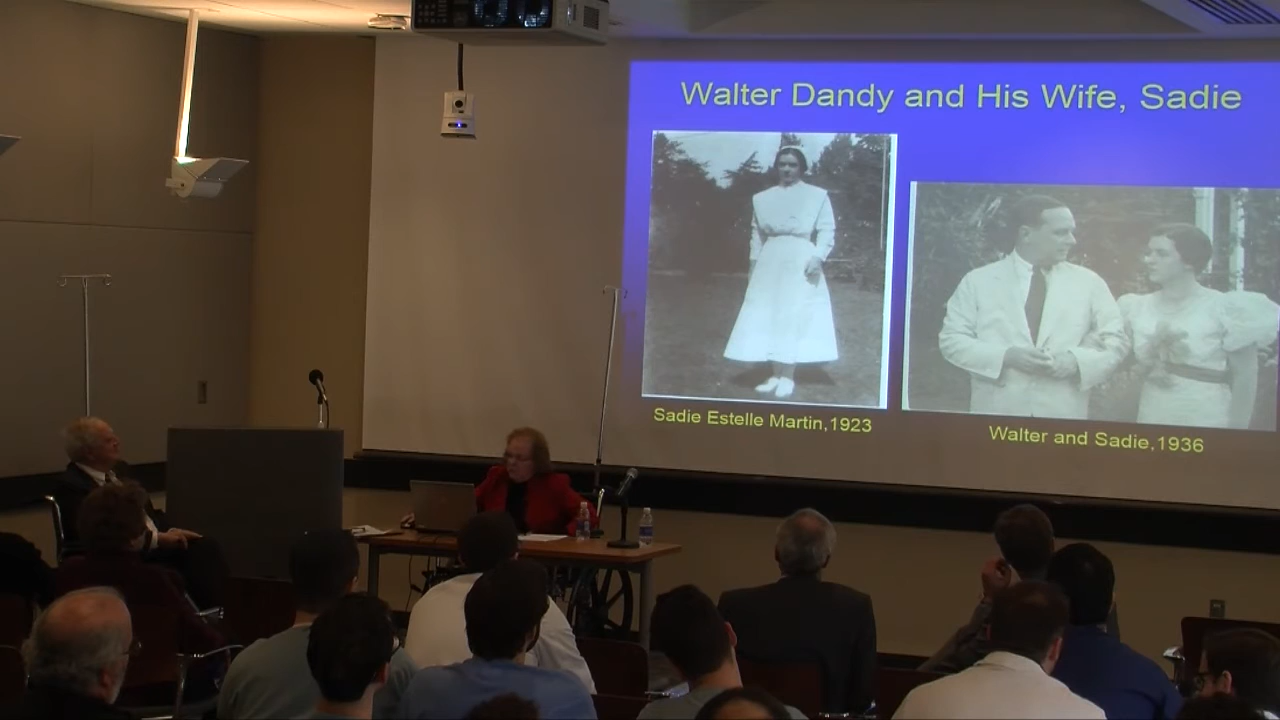 Walter Dandy and His Wife, Sadie
Sadie Estelle Martin,1923
Walter and Sadie,1936